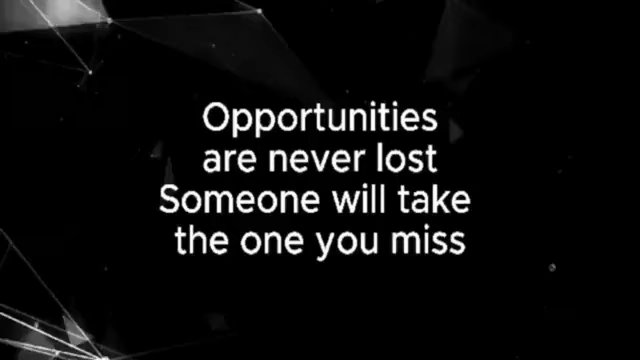 Opportunities
are never lost
Someone will take
the one you miss